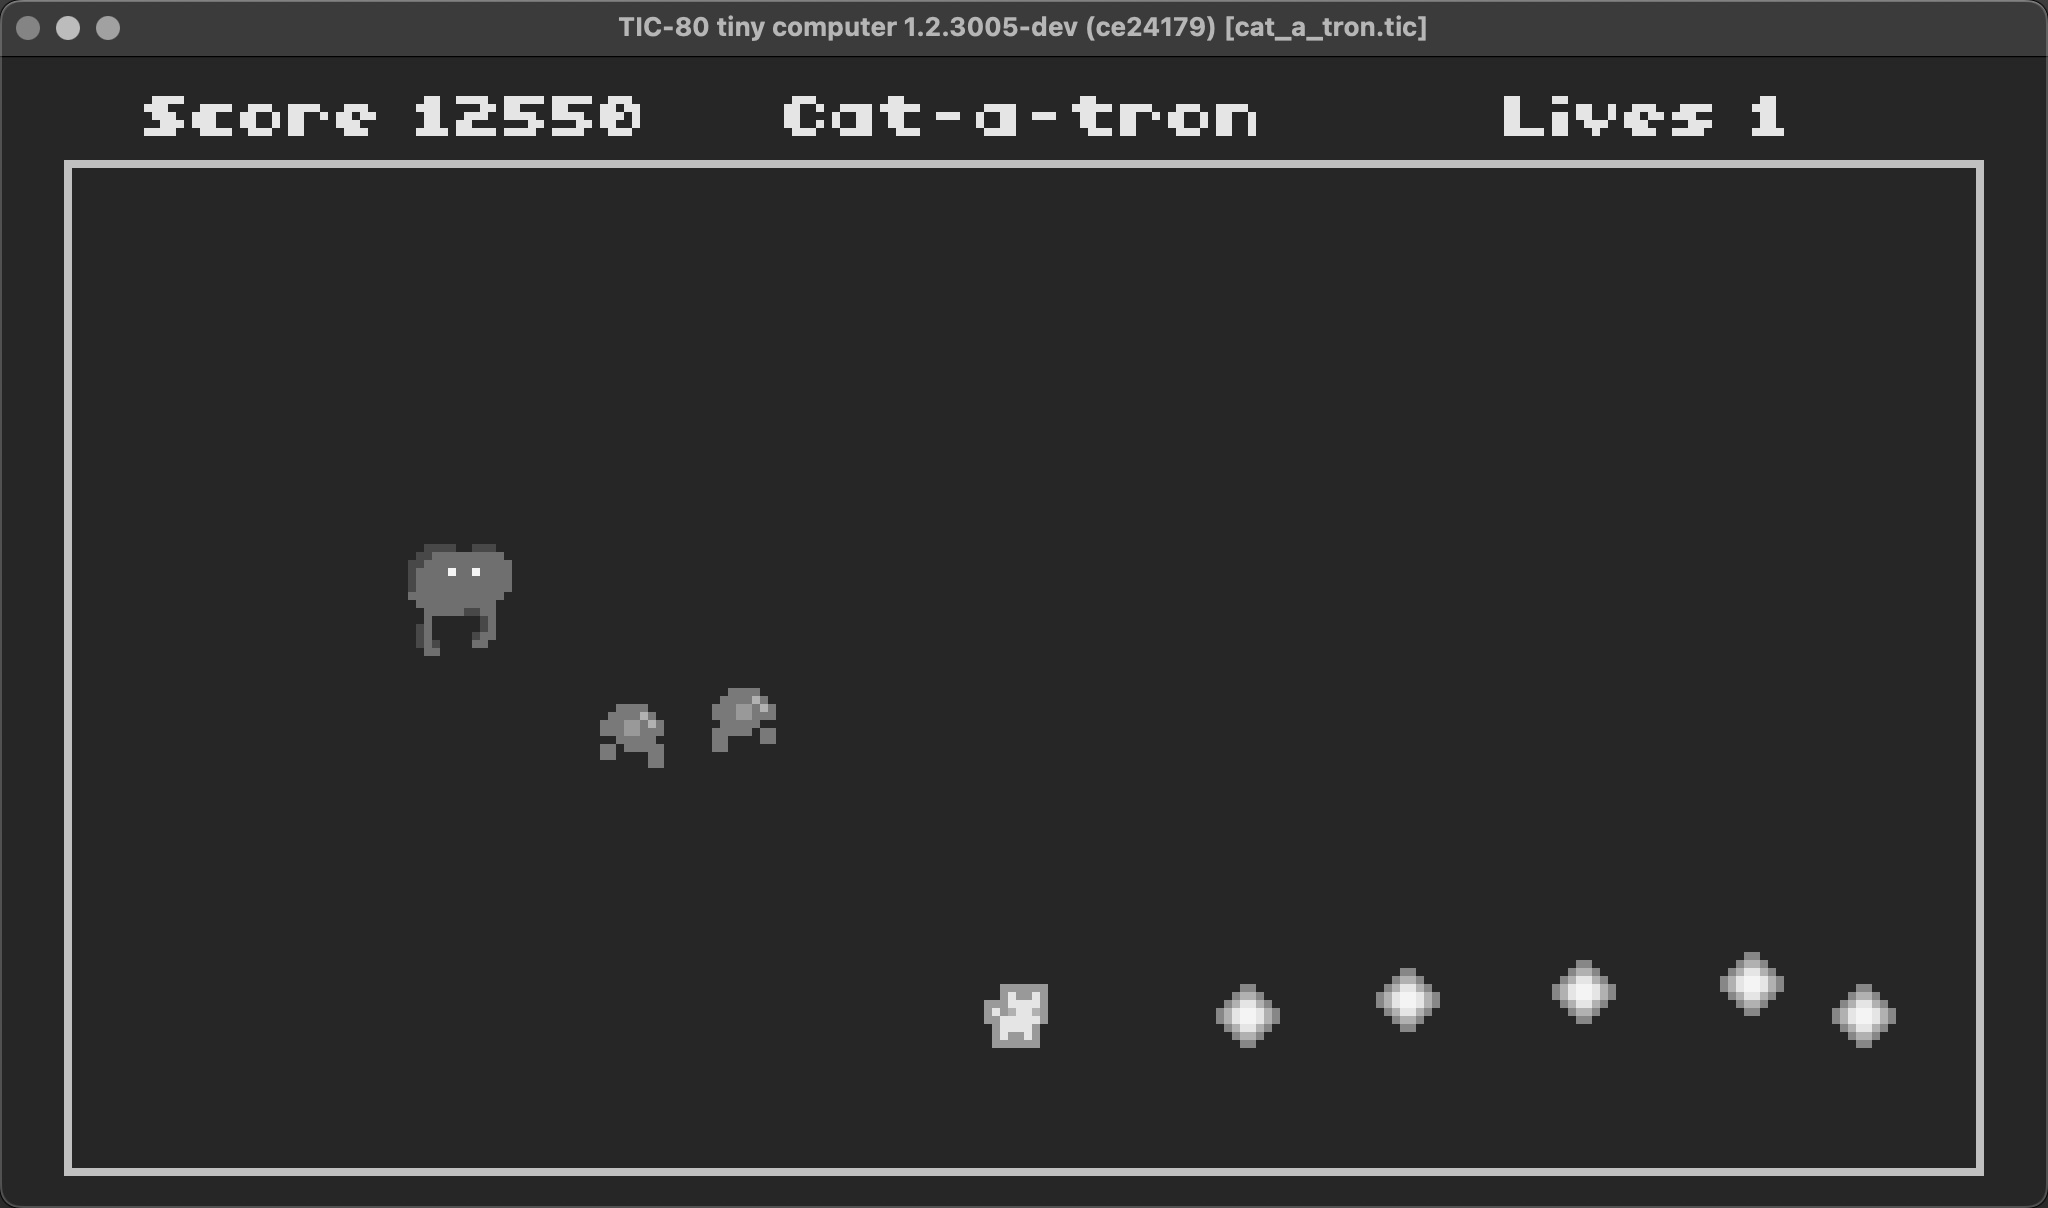 TIC-80 tiny computer 1.2.3005-dev (ce24179) [cat_a_tron.tic]
Score 12550 Cat-a-tron Lives 1